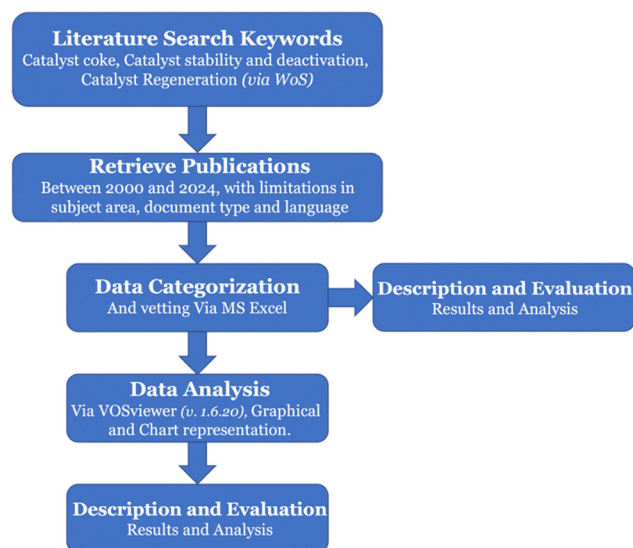 Literature Search Keywords
Catalyst coke, Catalyst stability and deactivation,
Catalyst Regeneration (via WoS)
Retrieve Publications
Between 2000 and 2024, with limitations in
subject area, document type and language
Data Categorization
And vetting Via MS Excel
Description and Evaluation
Results and Analysis
Data Analysis
Via VOSviewer (v. 1.6.20), Graphical
and Chart representation.
Description and Evaluation
Results and Analysis